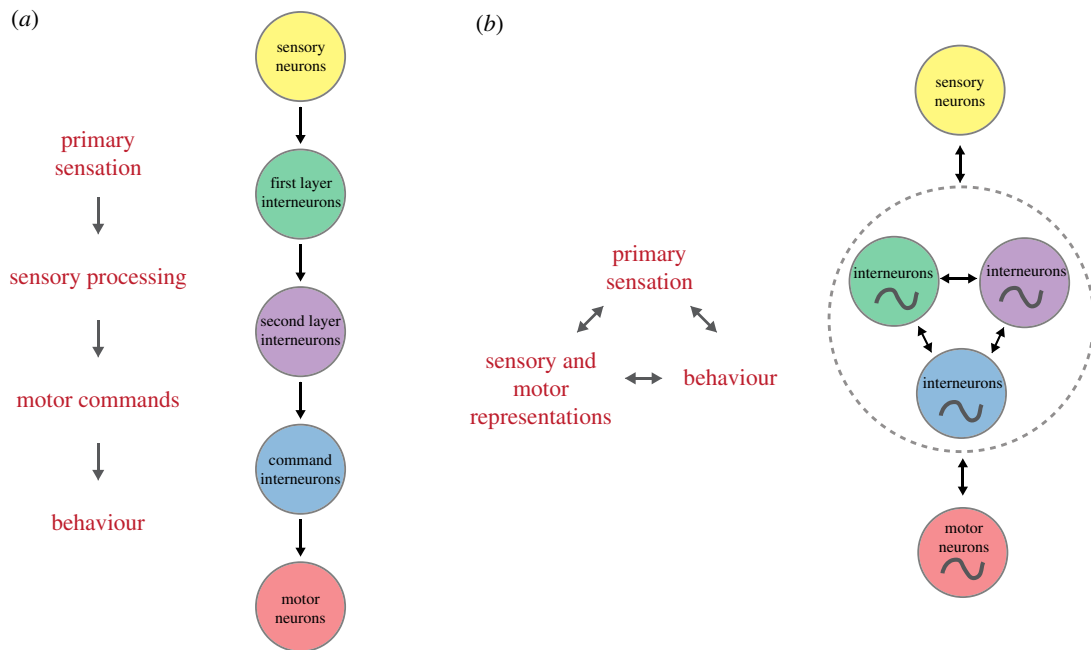 (a)
primary
sensation
sensory processing
motor commands
behaviour
sensory
neurons
first layer
interneurons
second layer
interneurons
command
interneurons
motor
neurons
(b)
primary
sensation
sensory and
motor
representations
behaviour
sensory
neurons
interneurons
interneurons
interneurons
motor
neurons